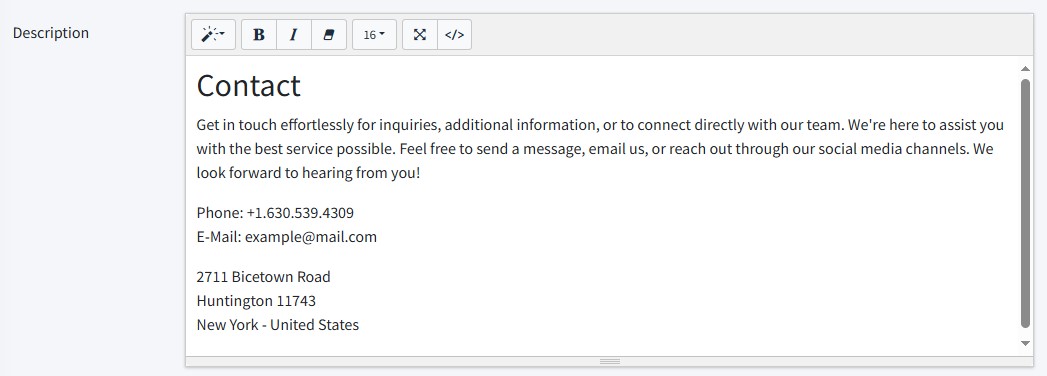 Description
B I 16 </>
Contact
Get in touch effortlessly for inquiries, additional information, or to connect directly with our team. We're here to assist you
with the best service possible. Feel free to send a message, email us, or reach out through our social media channels. We
look forward to hearing from you!
Phone: +1.630.539.4309
E-Mail: example@mail.com
2711 Bicetown Road
Huntington 11743
New York - United States